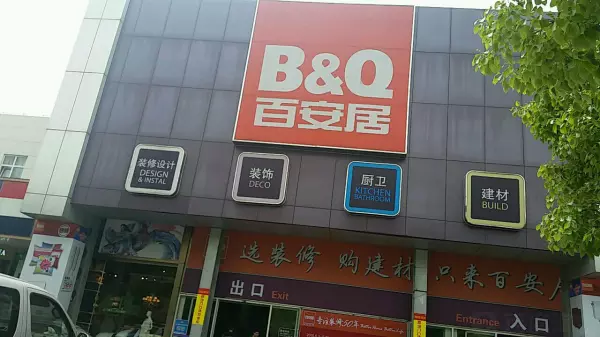 B&Q
百安居
装修设计
DESIGN
& INSTAL
装饰
DECO
厨卫
KITCHEN
BATHROOM
建材
BUILD
选装修 购建材 只来百安
出口 Exit
Entrance 入口